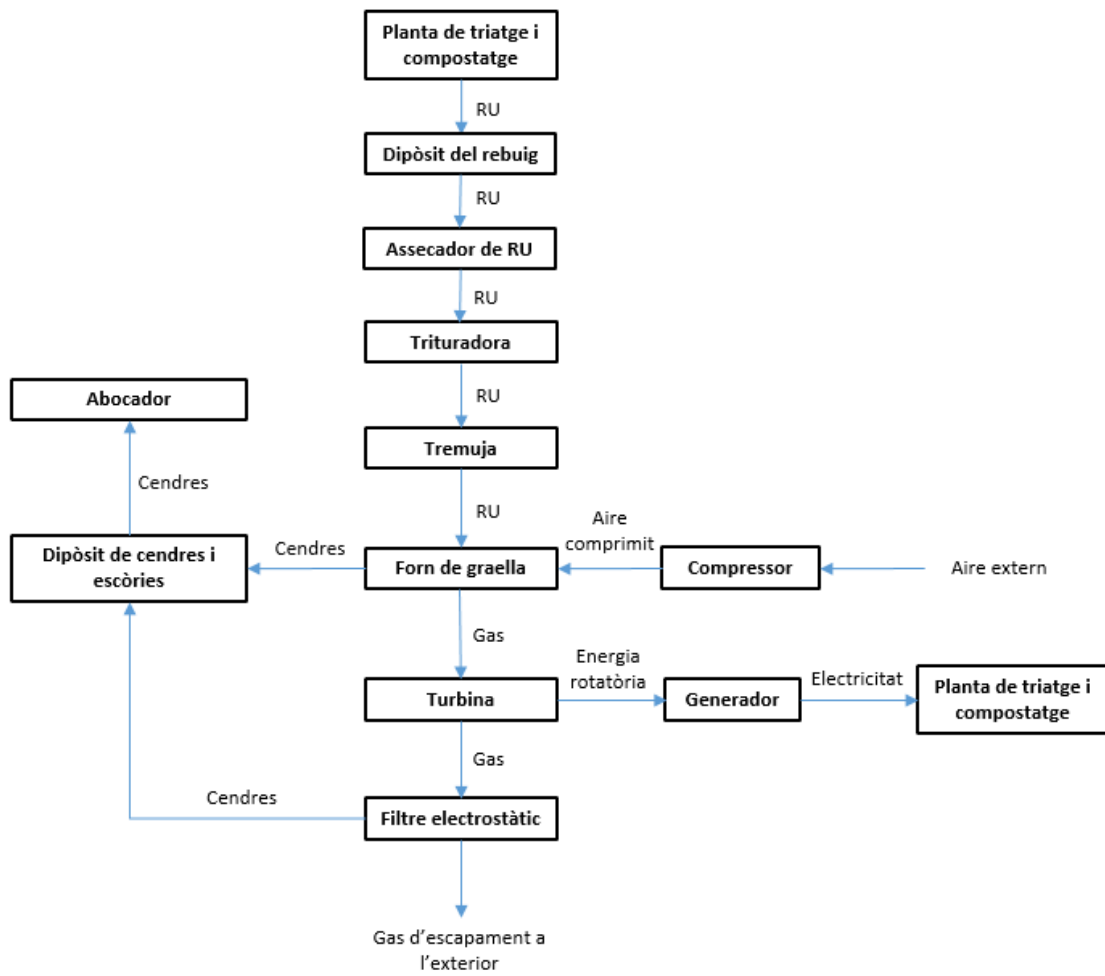 Planta de triatge i
compostatge
RU
Dipòsit del rebuig
RU
Assecador de RU
RU
Trituradora
RU
Abocador
Tremuja
Cendres
RU
Aire
comprimit
Cendres
Dipòsit de cendres i
escòries
Forn de graella
Compressor
Aire extern
Gas
Energia
rotatòria
Electricitat
Turbina
Generador
Planta de triatge i
compostatge
Gas
Cendres
Filtre electrostàtic
Gas d’escapament a
l’exterior